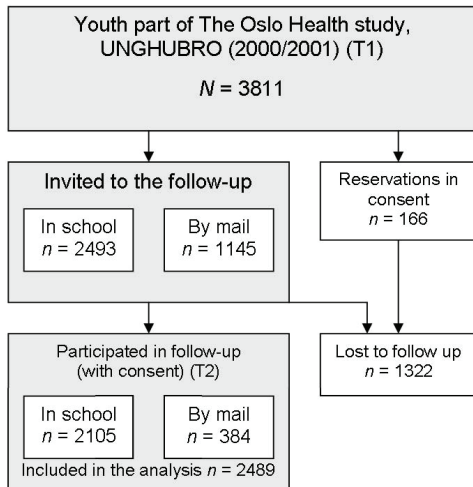 Youth part of The Oslo Health study,
UNGHUBRO (2000/2001) (T1)
N = 3811
Invited to the follow-up
In school
n = 2493
By mail
n = 1145
Reservations in
consent
n = 166
Participated in follow-up
(with consent) (T2)
In school
n = 2105
By mail
n = 384
Included in the analysis n = 2489
Lost to follow up
n = 1322